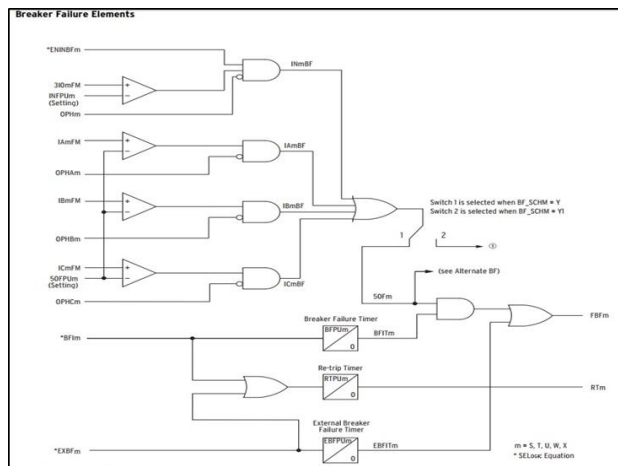 Breaker Failure Elements
*ENINBFm
INmBF
3I0mFM
INFPUm
(Setting)
OPHm
IAmFM
IAmBF
OPHAm
IBmFM
IBmBF
OPHBm
ICmFM
50FPUm
(Setting)
ICmBF
OPHCm
Switch 1 is selected when BF_SCHM = Y
Switch 2 is selected when BF_SCHM = Y1
1
2
(see Alternate BF)
50Fm
FBFm
Breaker Failure Timer
*BFIm
BFPUm
0
BFITm
Re-trip Timer
RTPUm
0
RTm
External Breaker
Failure Timer
*EXBFm
EBFPUm
0
EBFITm
m = S, T, U, W, X
* SELOGIC Equation